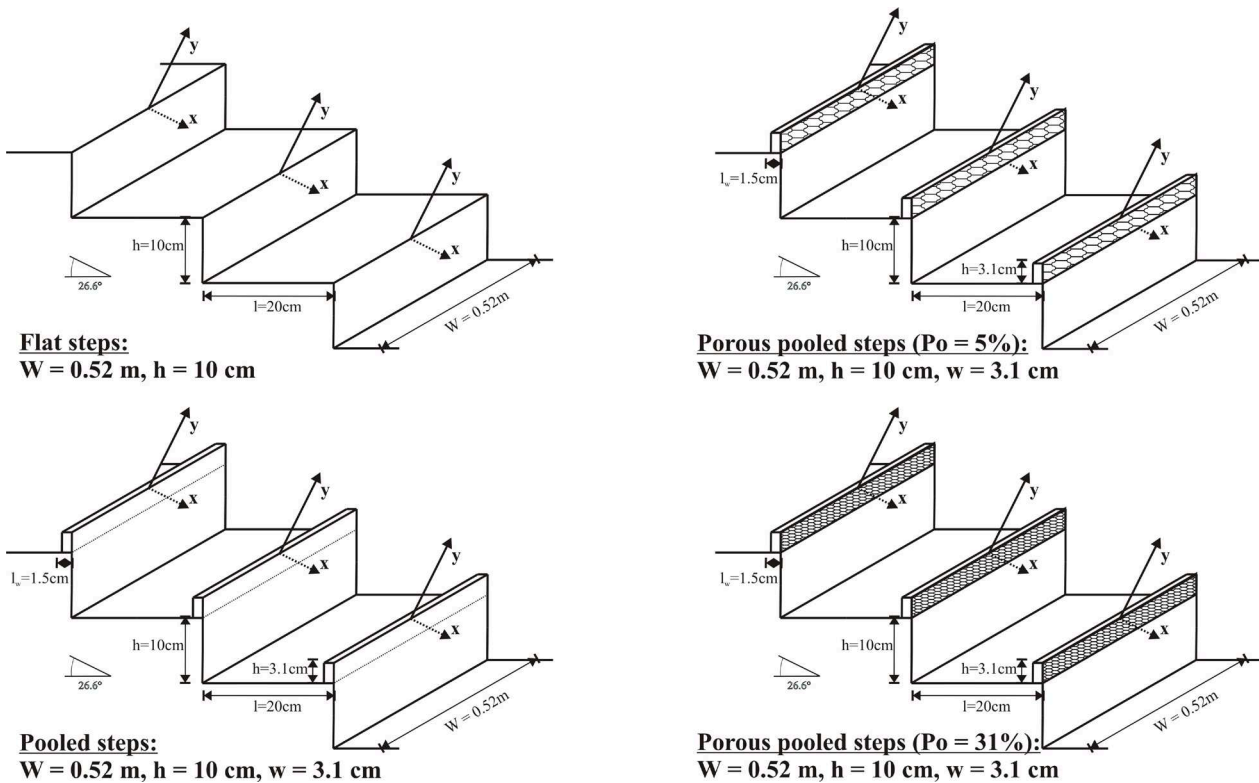 y
x
y
x
y
x
h=10cm
26.6°
l=20cm
W = 0.52m
Flat steps:
W = 0.52 m, h = 10 cm
y
x
lw=1.5cm
y
x
y
x
h=10cm
h=3.1cm
26.6°
l=20cm
W = 0.52m
Porous pooled steps (Po = 5%):
W = 0.52 m, h = 10 cm, w = 3.1 cm
y
x
lw=1.5cm
y
x
y
x
h=10cm
h=3.1cm
26.6°
l=20cm
W = 0.52m
Pooled steps:
W = 0.52 m, h = 10 cm, w = 3.1 cm
y
x
lw=1.5cm
y
x
y
x
h=10cm
h=3.1cm
26.6°
l=20cm
W = 0.52m
Porous pooled steps (Po = 31%):
W = 0.52 m, h = 10 cm, w = 3.1 cm